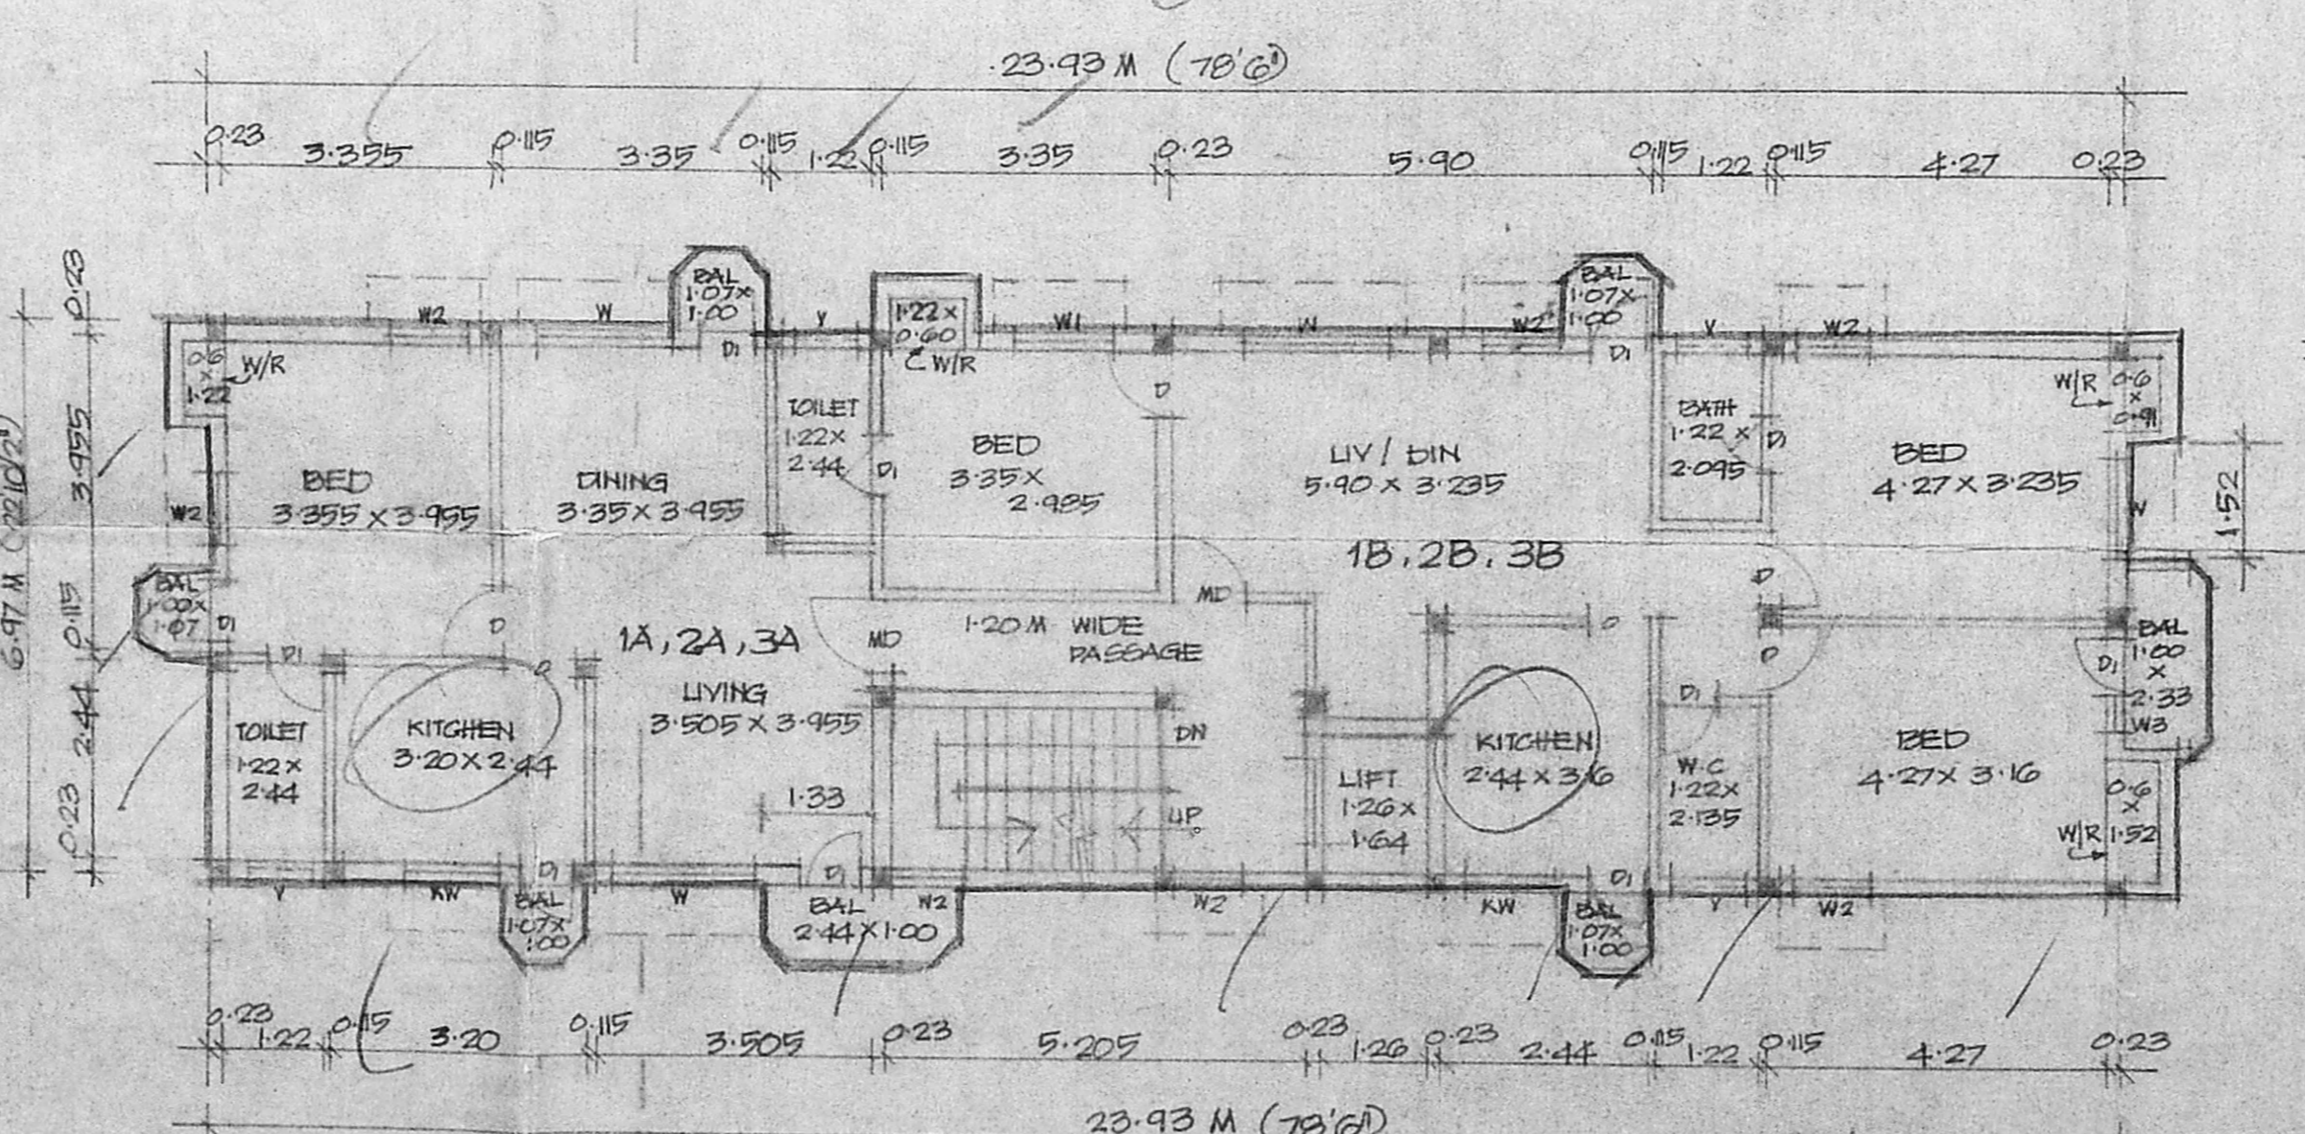 23.93 M (78'6")
0.23
3.355
0.115
3.35
0.115
1.22
0.115
3.35
0.23
5.90
0.115
1.22
0.115
4.27
0.23
0.23
3.955
0.115
2.44
0.23
6.97 M (22'10/2")
BAL
1.07x
1.00
BAL
1.07x
1.00
W2
W
V
1.22x
0.60
W/R
W1
W
W2
V
W2
D1
D1
0.6
x
1.22
W/R
W/R
0.6
x
0.91
D
TOILET
1.22x
2.44
D1
BED
3.35x
2.985
LIV / DIN
5.90 x 3.235
BATH
1.22 x
2.095
D1
BED
4.27 x 3.235
BED
3.355 x 3.955
DINING
3.35 x 3.955
W2
W
1.52
1B, 2B, 3B
BAL
1.00x
1.07
D1
D
D1
D
1A, 2A, 3A
MD
1.20 M WIDE
PASSAGE
MD
D
D
D
D1
BAL
1.00
x
2.33
W3
D1
LIVING
3.505 x 3.955
TOILET
1.22x
2.44
KITCHEN
3.20 x 2.44
1.33
DN
UP
LIFT
1.26x
1.64
KITCHEN
2.44 x 3.16
W.C
1.22x
2.135
BED
4.27x 3.16
0.6
x
1.52
W/R
D1
D1
D1
V
KW
BAL
1.07x
1.00
W
BAL
2.44 x 1.00
W2
W2
KW
BAL
1.07x
1.00
V
W2
0.23
1.22
0.115
3.20
0.115
3.505
0.23
5.205
0.23
1.26
0.23
2.44
0.115
1.22
0.115
4.27
0.23
23.93 M (78'6")